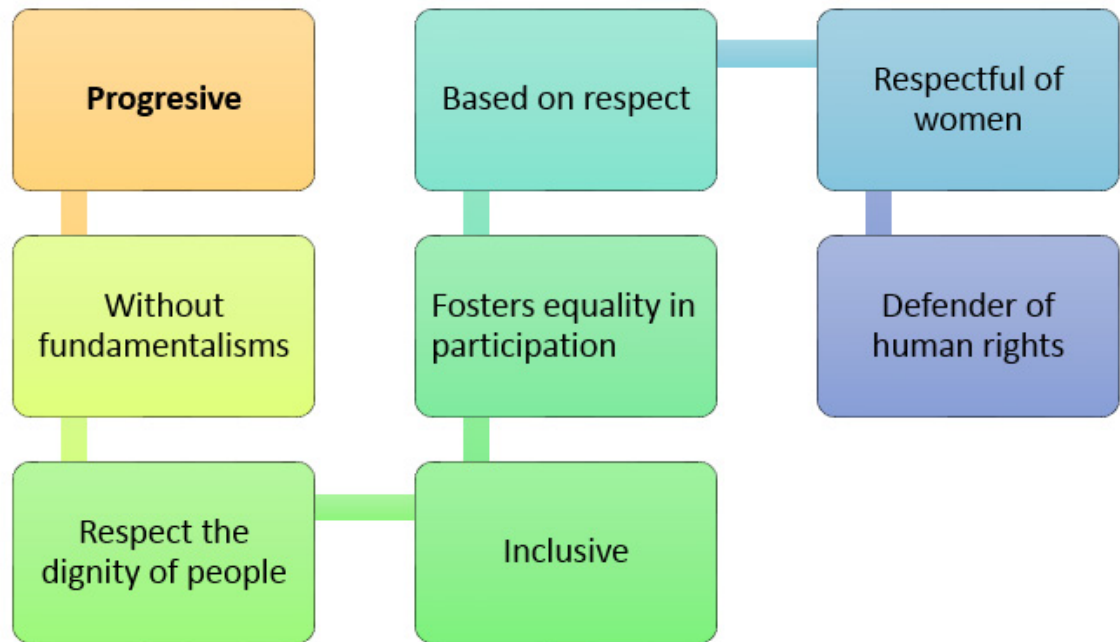 Progresive
Without
fundamentalisms
Respect the
dignity of people
Inclusive
Fosters equality in
participation
Based on respect
Respectful of
women
Defender of
human rights